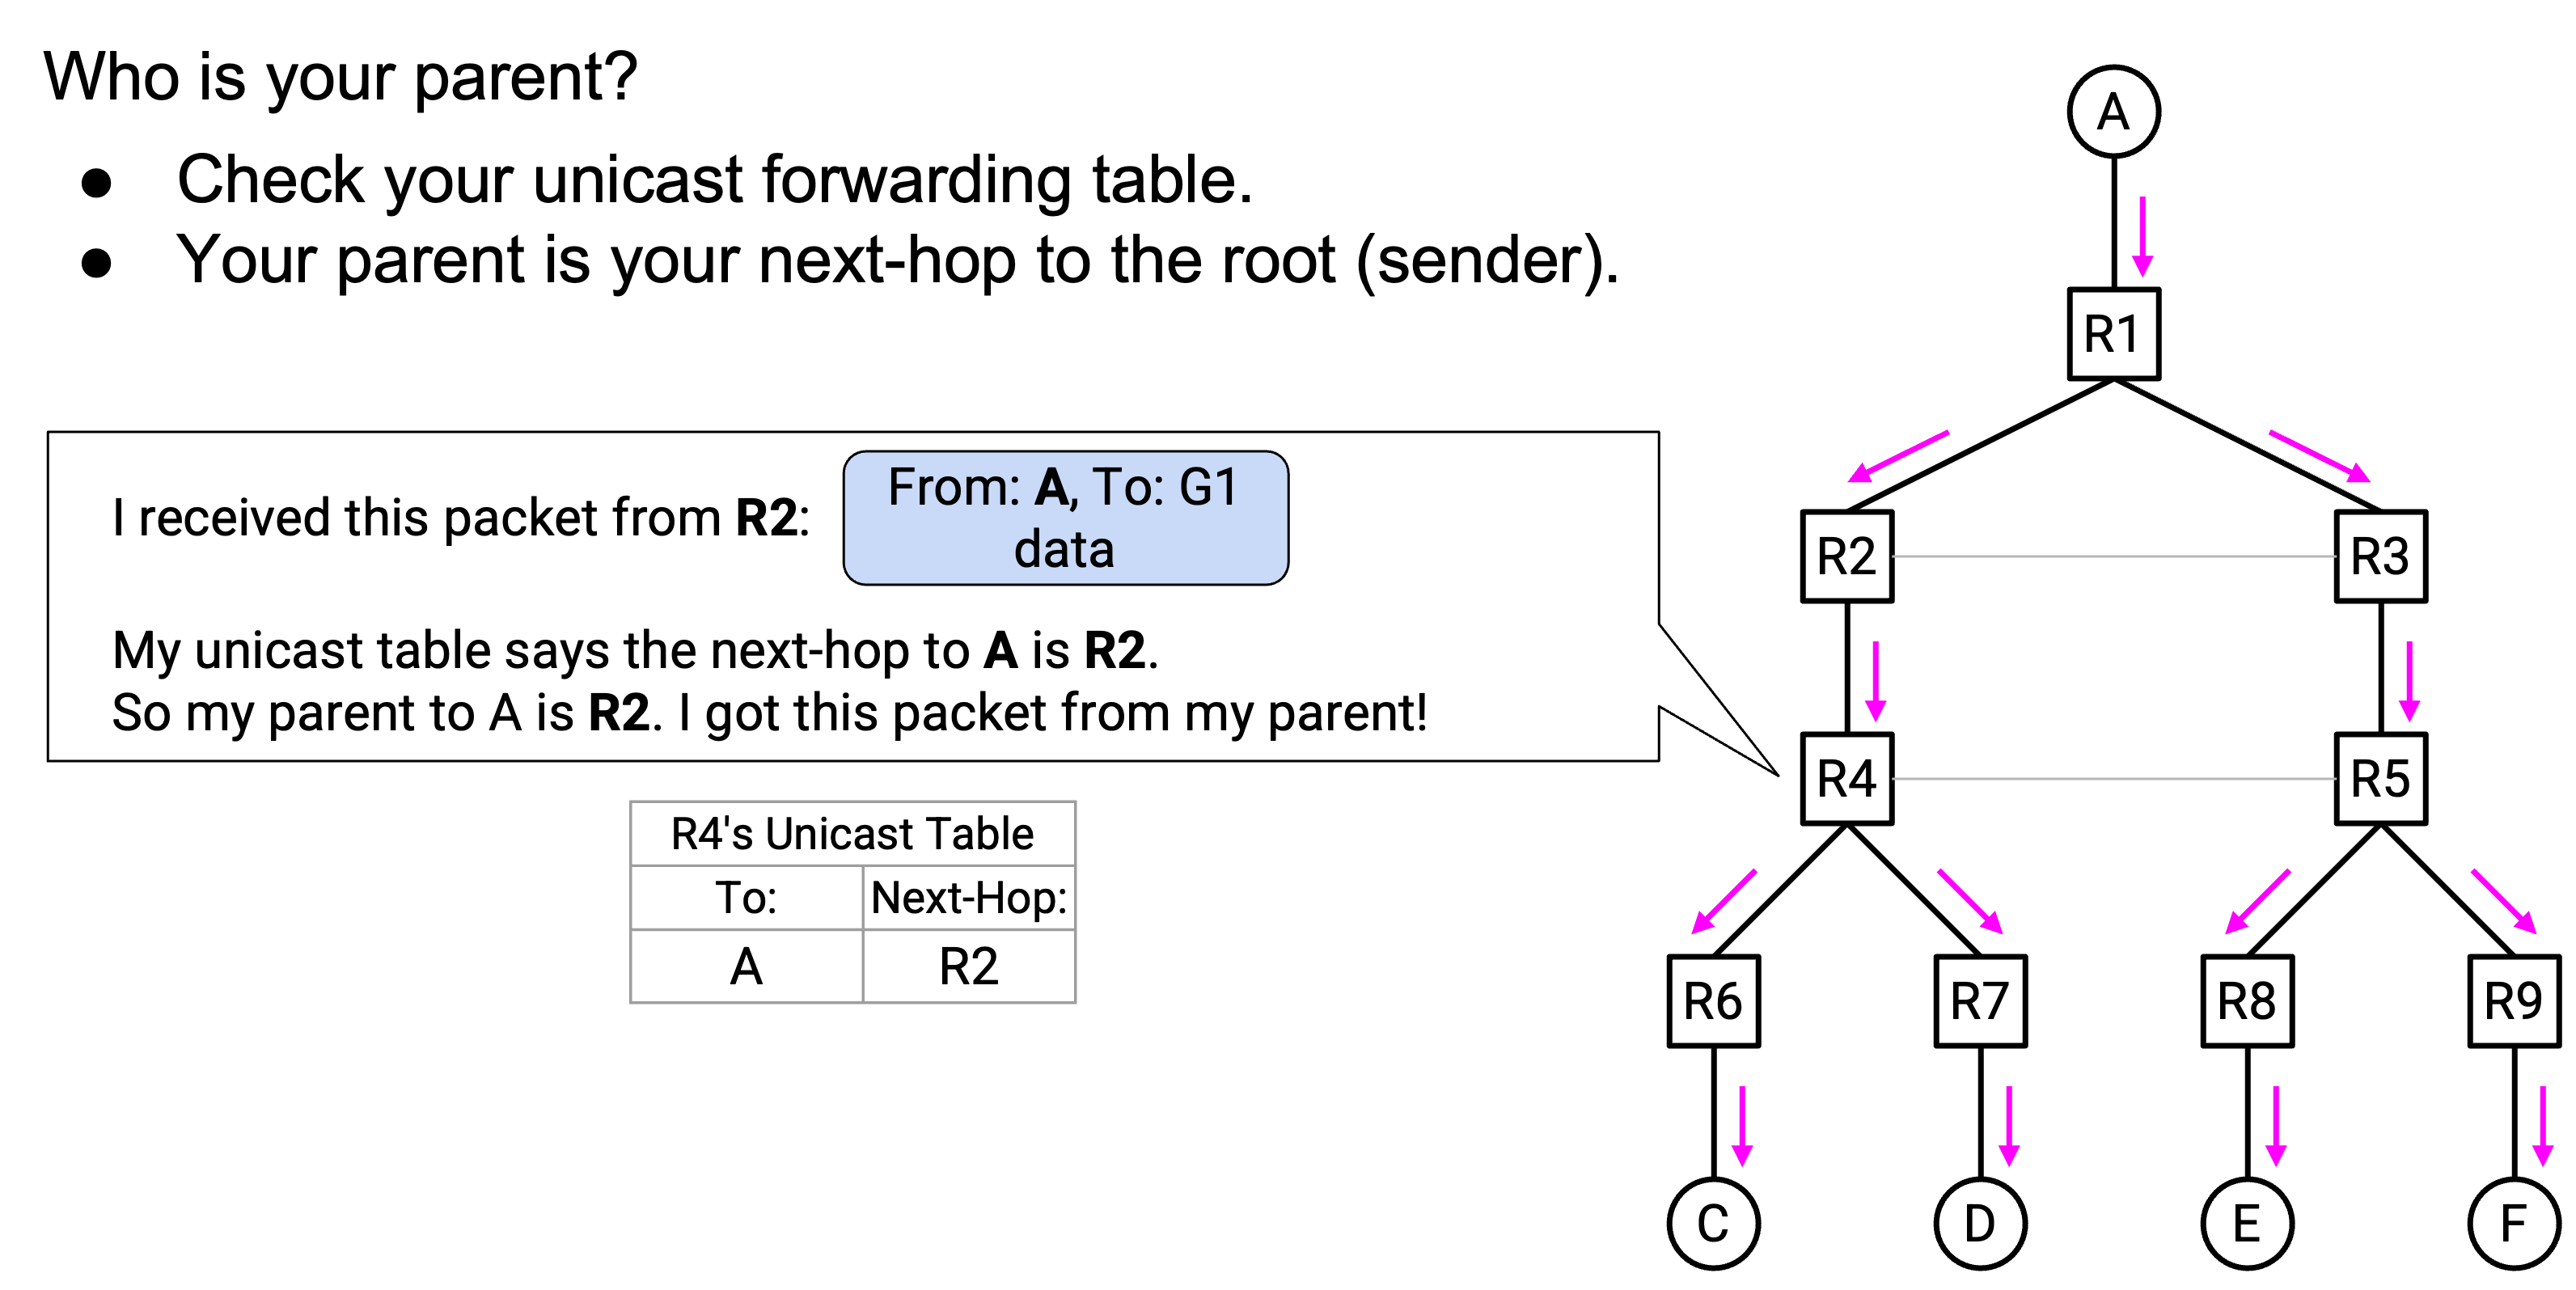 Who is your parent?
● Check your unicast forwarding table.
● Your parent is your next-hop to the root (sender).
I received this packet from R2:
From: A, To: G1
data
My unicast table says the next-hop to A is R2.
So my parent to A is R2. I got this packet from my parent!
R4's Unicast Table
To: Next-Hop:
A R2
A
R1
R2 R3
R4 R5
R6 R7 R8 R9
C D E F